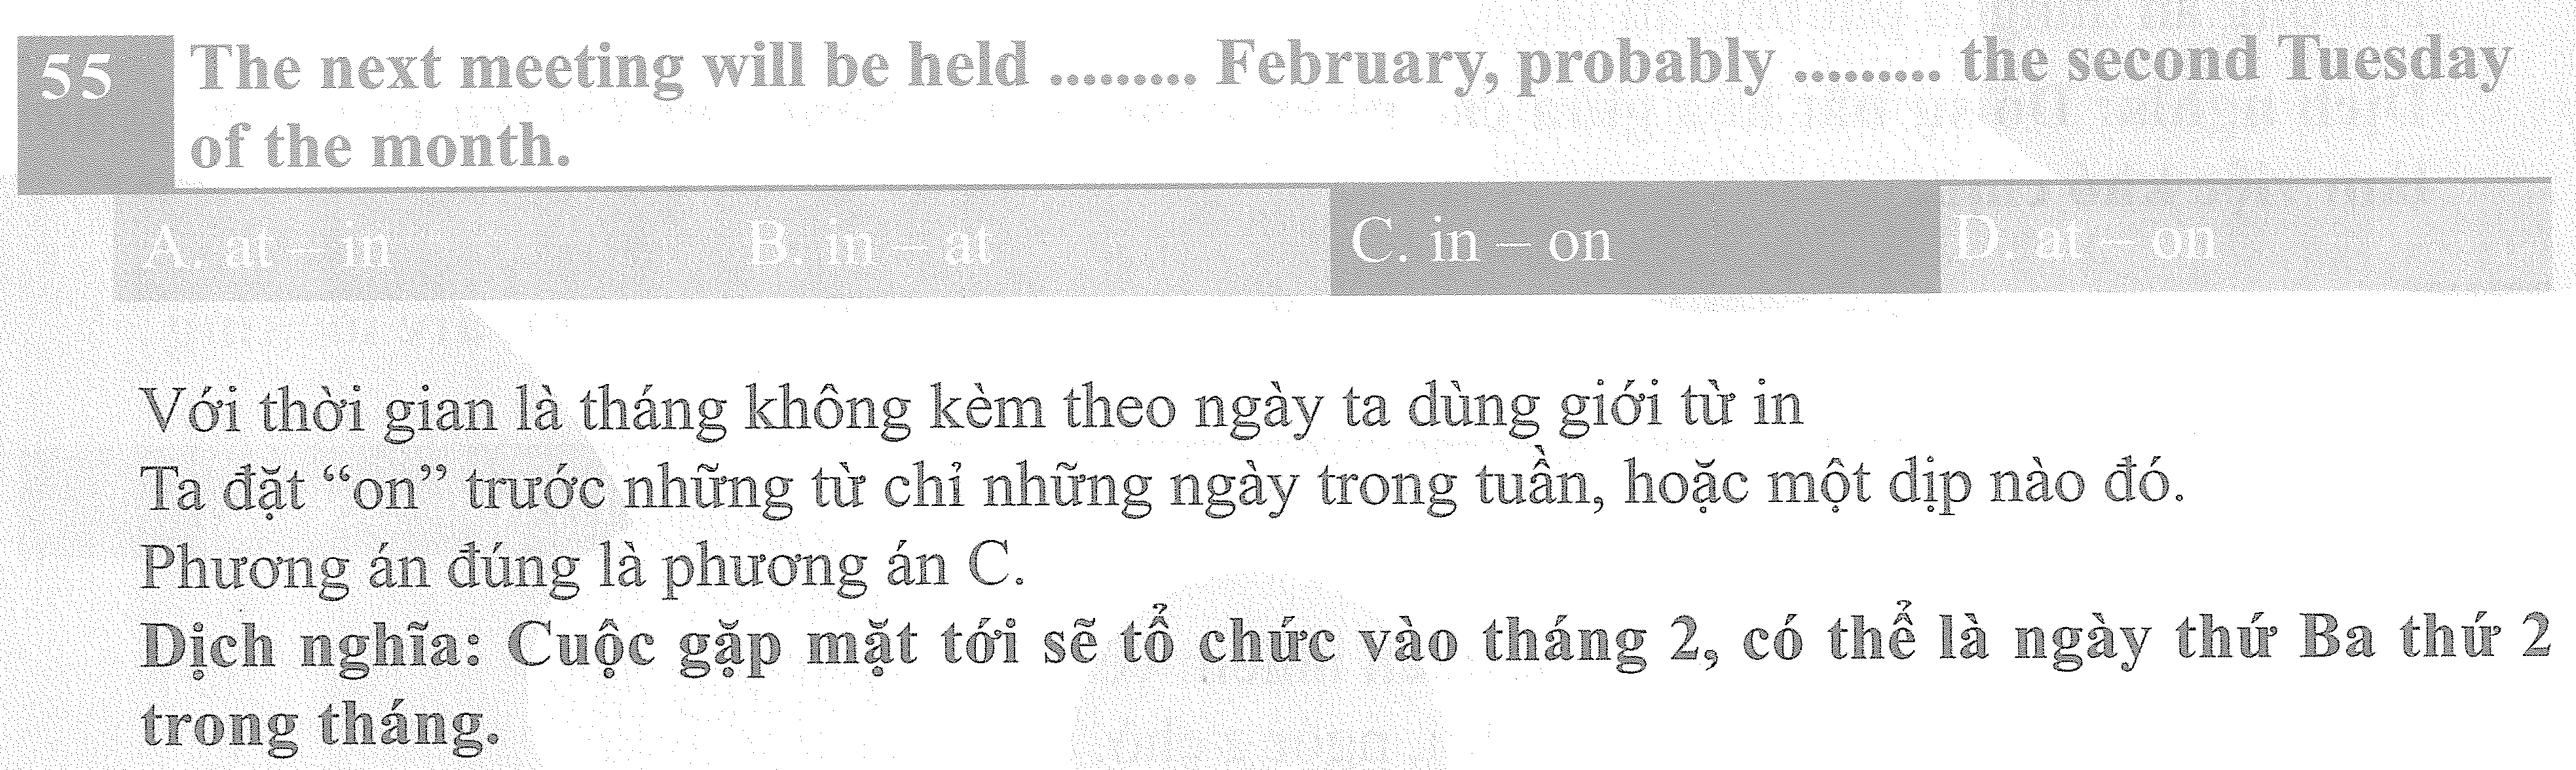 55 The next meeting will be held ......... February, probably ......... the second Tuesday
of the month.
A. at – in B. in – at C. in – on D. at – on
Với thời gian là tháng không kèm theo ngày ta dùng giới từ in
Ta đặt “on” trước những từ chỉ những ngày trong tuần, hoặc một dịp nào đó.
Phương án đúng là phương án C.
Dịch nghĩa: Cuộc gặp mặt tới sẽ tổ chức vào tháng 2, có thể là ngày thứ Ba thứ 2
trong tháng.